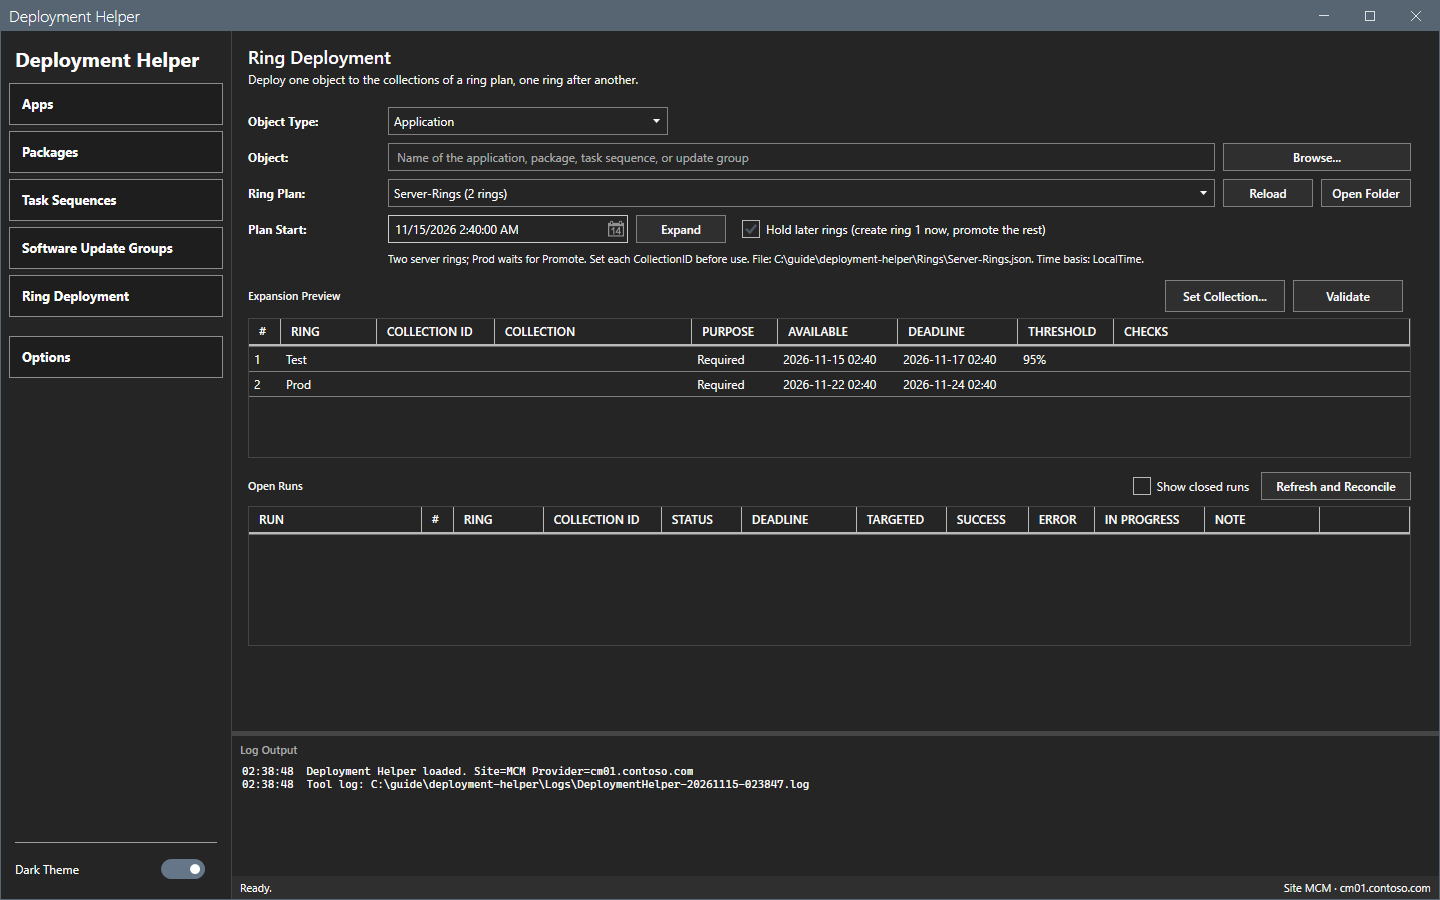 Deployment Helper
Deployment Helper
Apps
Packages
Task Sequences
Software Update Groups
Ring Deployment
Options
Dark Theme
Ring Deployment
Deploy one object to the collections of a ring plan, one ring after another.
Object Type: Application
Object: Name of the application, package, task sequence, or update group Browse...
Ring Plan: Server-Rings (2 rings) Reload Open Folder
Plan Start: 11/15/2026 2:40:00 AM 14 Expand Hold later rings (create ring 1 now, promote the rest)
Two server rings; Prod waits for Promote. Set each CollectionID before use. File: C:\guide\deployment-helper\Rings\Server-Rings.json. Time basis: LocalTime.
Expansion Preview Set Collection... Validate
# RING COLLECTION ID COLLECTION PURPOSE AVAILABLE DEADLINE THRESHOLD CHECKS
1 Test Required 2026-11-15 02:40 2026-11-17 02:40 95%
2 Prod Required 2026-11-22 02:40 2026-11-24 02:40
Open Runs Show closed runs Refresh and Reconcile
RUN # RING COLLECTION ID STATUS DEADLINE TARGETED SUCCESS ERROR IN PROGRESS NOTE
Log Output
02:38:48 Deployment Helper loaded. Site=MCM Provider=cm01.contoso.com
02:38:48 Tool log: C:\guide\deployment-helper\Logs\DeploymentHelper-20261115-023847.log
Ready. Site MCM · cm01.contoso.com